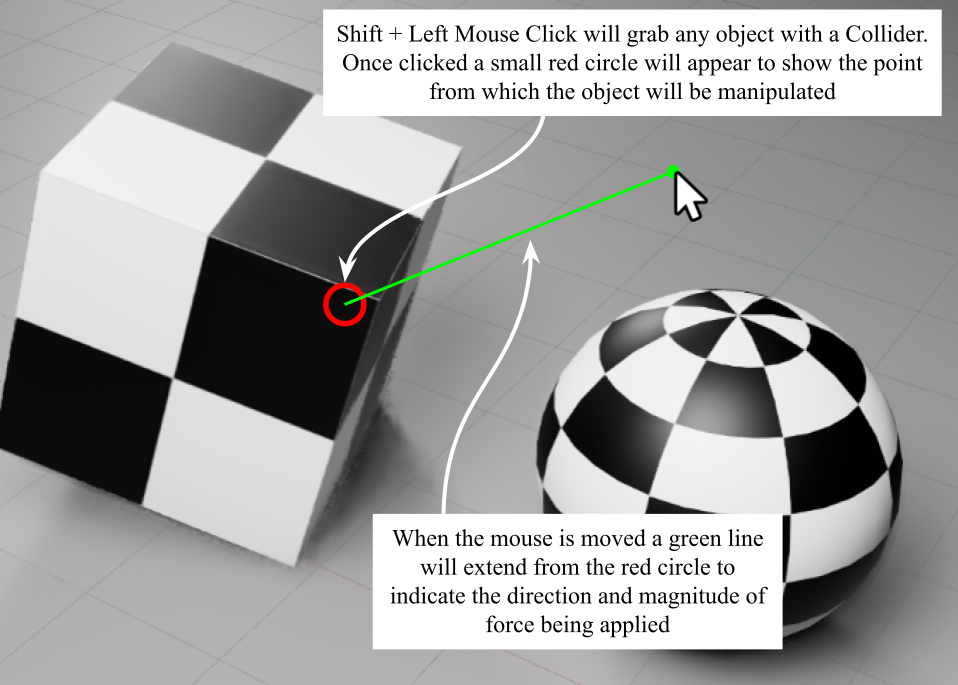 Shift + Left Mouse Click will grab any object with a Collider.
Once clicked a small red circle will appear to show the point
from which the object will be manipulated
When the mouse is moved a green line
will extend from the red circle to
indicate the direction and magnitude of
force being applied